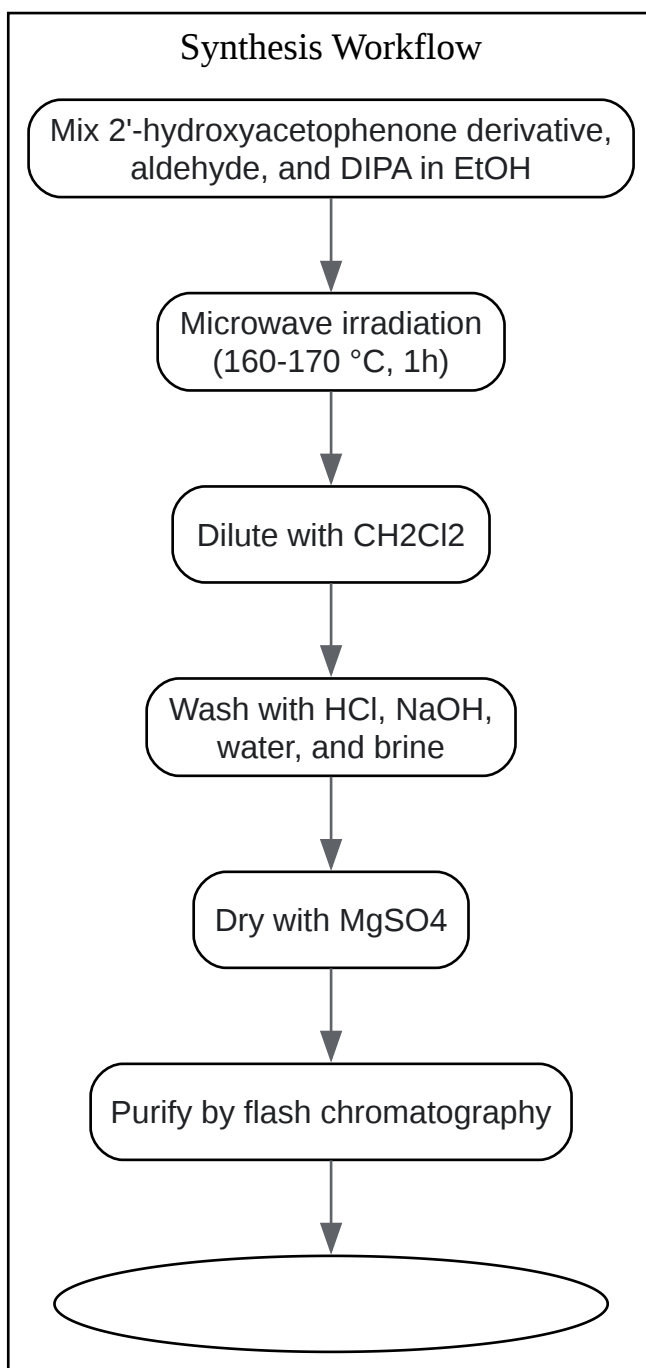 Synthesis Workflow
Mix 2'-hydroxyacetophenone derivative,
aldehyde, and DIPA in EtOH
Microwave irradiation
(160-170 °C, 1h)
Dilute with CH2Cl2
Wash with HCl, NaOH,
water, and brine
Dry with MgSO4
Purify by flash chromatography